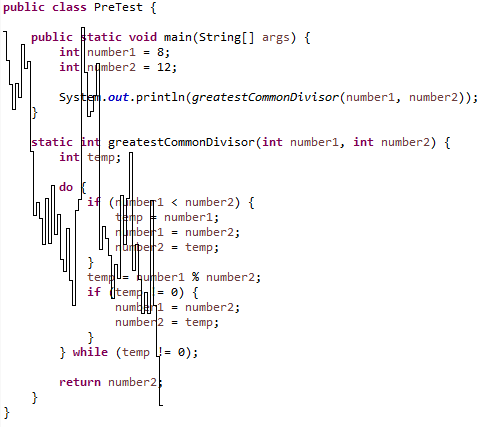 public class PreTest {
public static void main(String[] args) {
int number1 = 8;
int number2 = 12;
System.out.println(greatestCommonDivisor(number1, number2));
}
static int greatestCommonDivisor(int number1, int number2) {
int temp;
do {
if (number1 < number2) {
temp = number1;
number1 = number2;
number2 = temp;
}
temp = number1 % number2;
if (temp != 0) {
number1 = number2;
number2 = temp;
}
} while (temp != 0);
return number2;
}
}